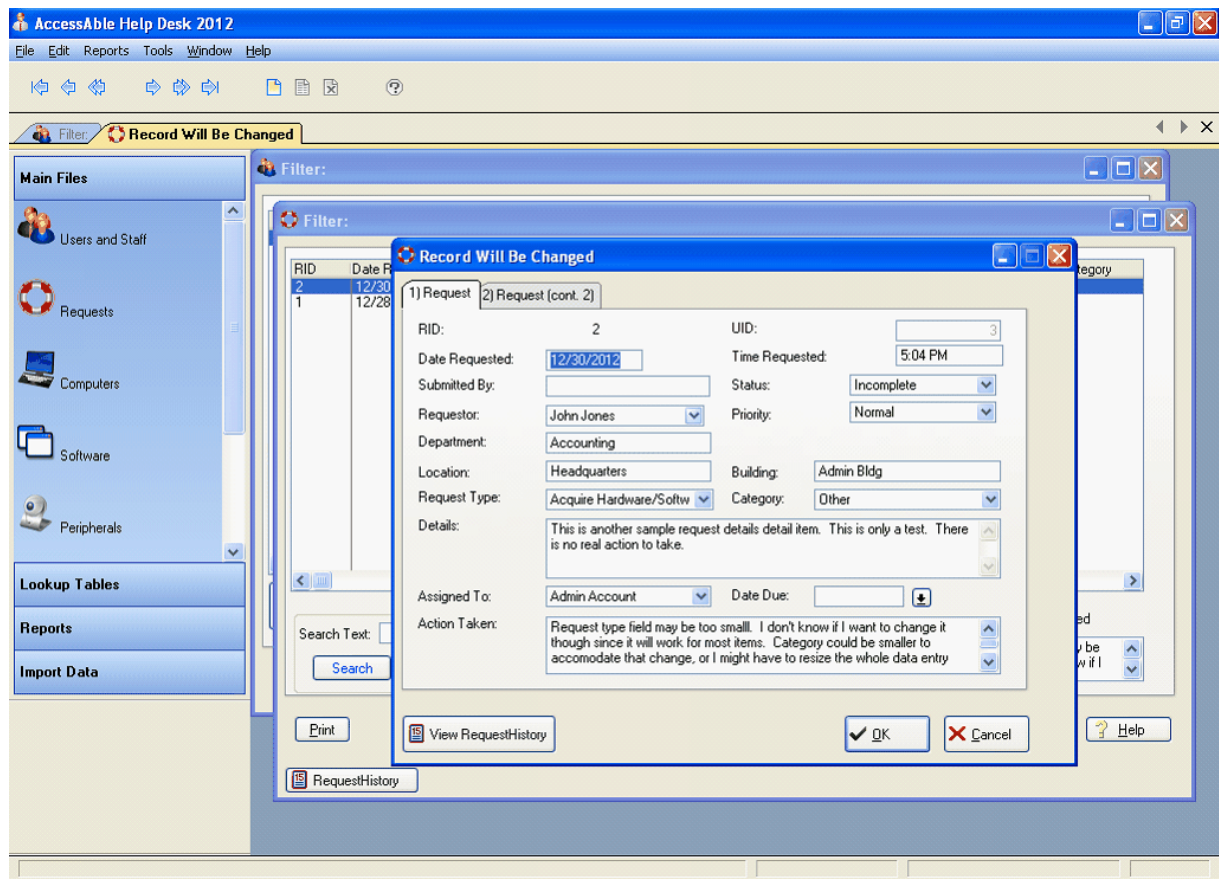 AccessAble Help Desk 2012
File Edit Reports Tools Window Help
Filter: Record Will Be Changed
Main Files
Users and Staff
Requests
Computers
Software
Peripherals
Lookup Tables
Reports
Import Data
Filter:
Filter:
RID Date R tegory
2 12/30
1 12/28
Search Text: ed
y be
w if I
Search
Print Help
RequestHistory
Record Will Be Changed
1) Request 2) Request (cont. 2)
RID: 2 UID: 3
Date Requested: 12/30/2012 Time Requested: 5:04 PM
Submitted By: Status: Incomplete
Requestor: John Jones Priority: Normal
Department: Accounting
Location: Headquarters Building: Admin Bldg
Request Type: Acquire Hardware/Softw Category: Other
Details: This is another sample request details detail item. This is only a test. There
is no real action to take.
Assigned To: Admin Account Date Due:
Action Taken: Request type field may be too smalll. I don't know if I want to change it
though since it will work for most items. Category could be smaller to
accomodate that change, or I might have to resize the whole data entry
15 View RequestHistory OK Cancel